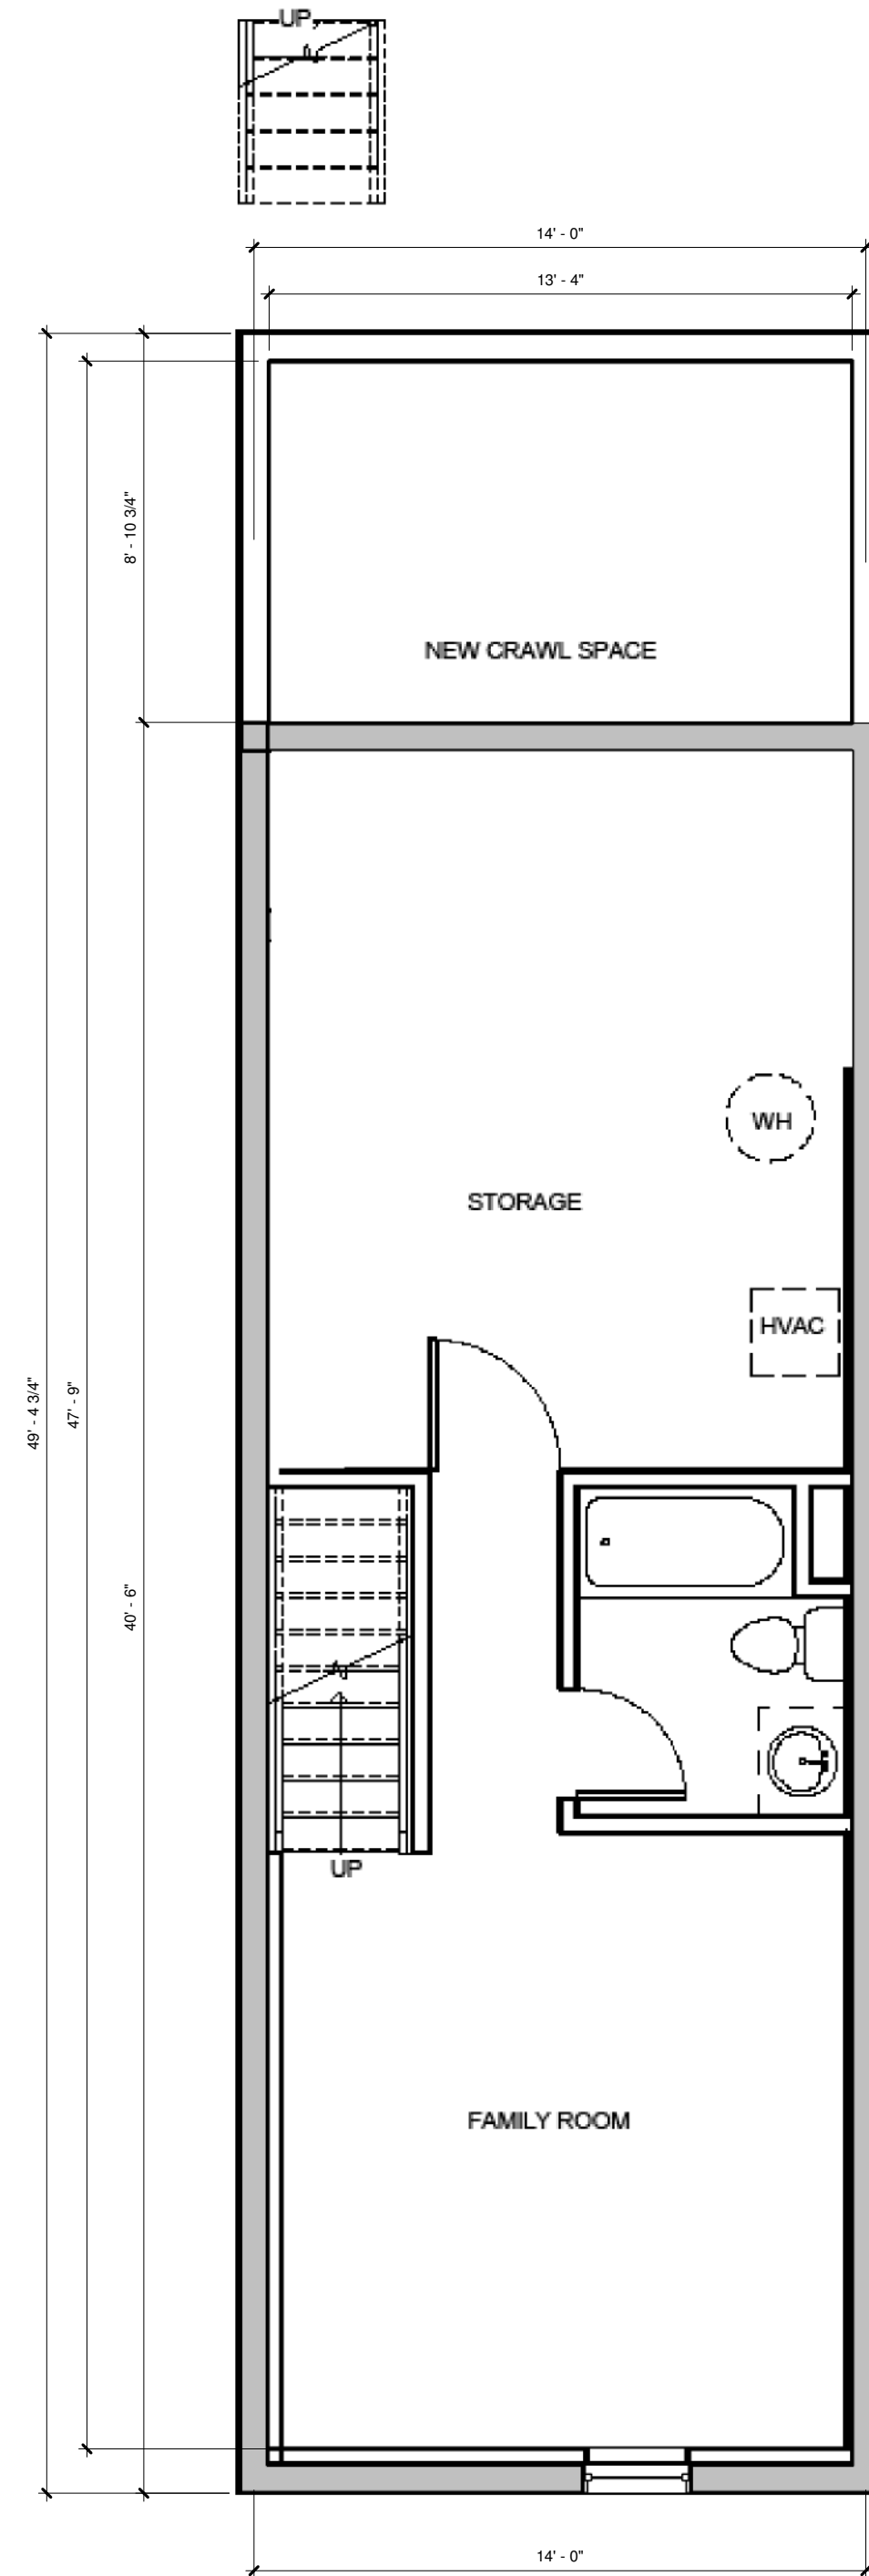 UP
14' - 0"
13' - 4"
8' - 10 3/4"
NEW CRAWL SPACE
WH
STORAGE
HVAC
49' - 4 3/4"
47' - 9"
40' - 6"
UP
FAMILY ROOM
14' - 0"